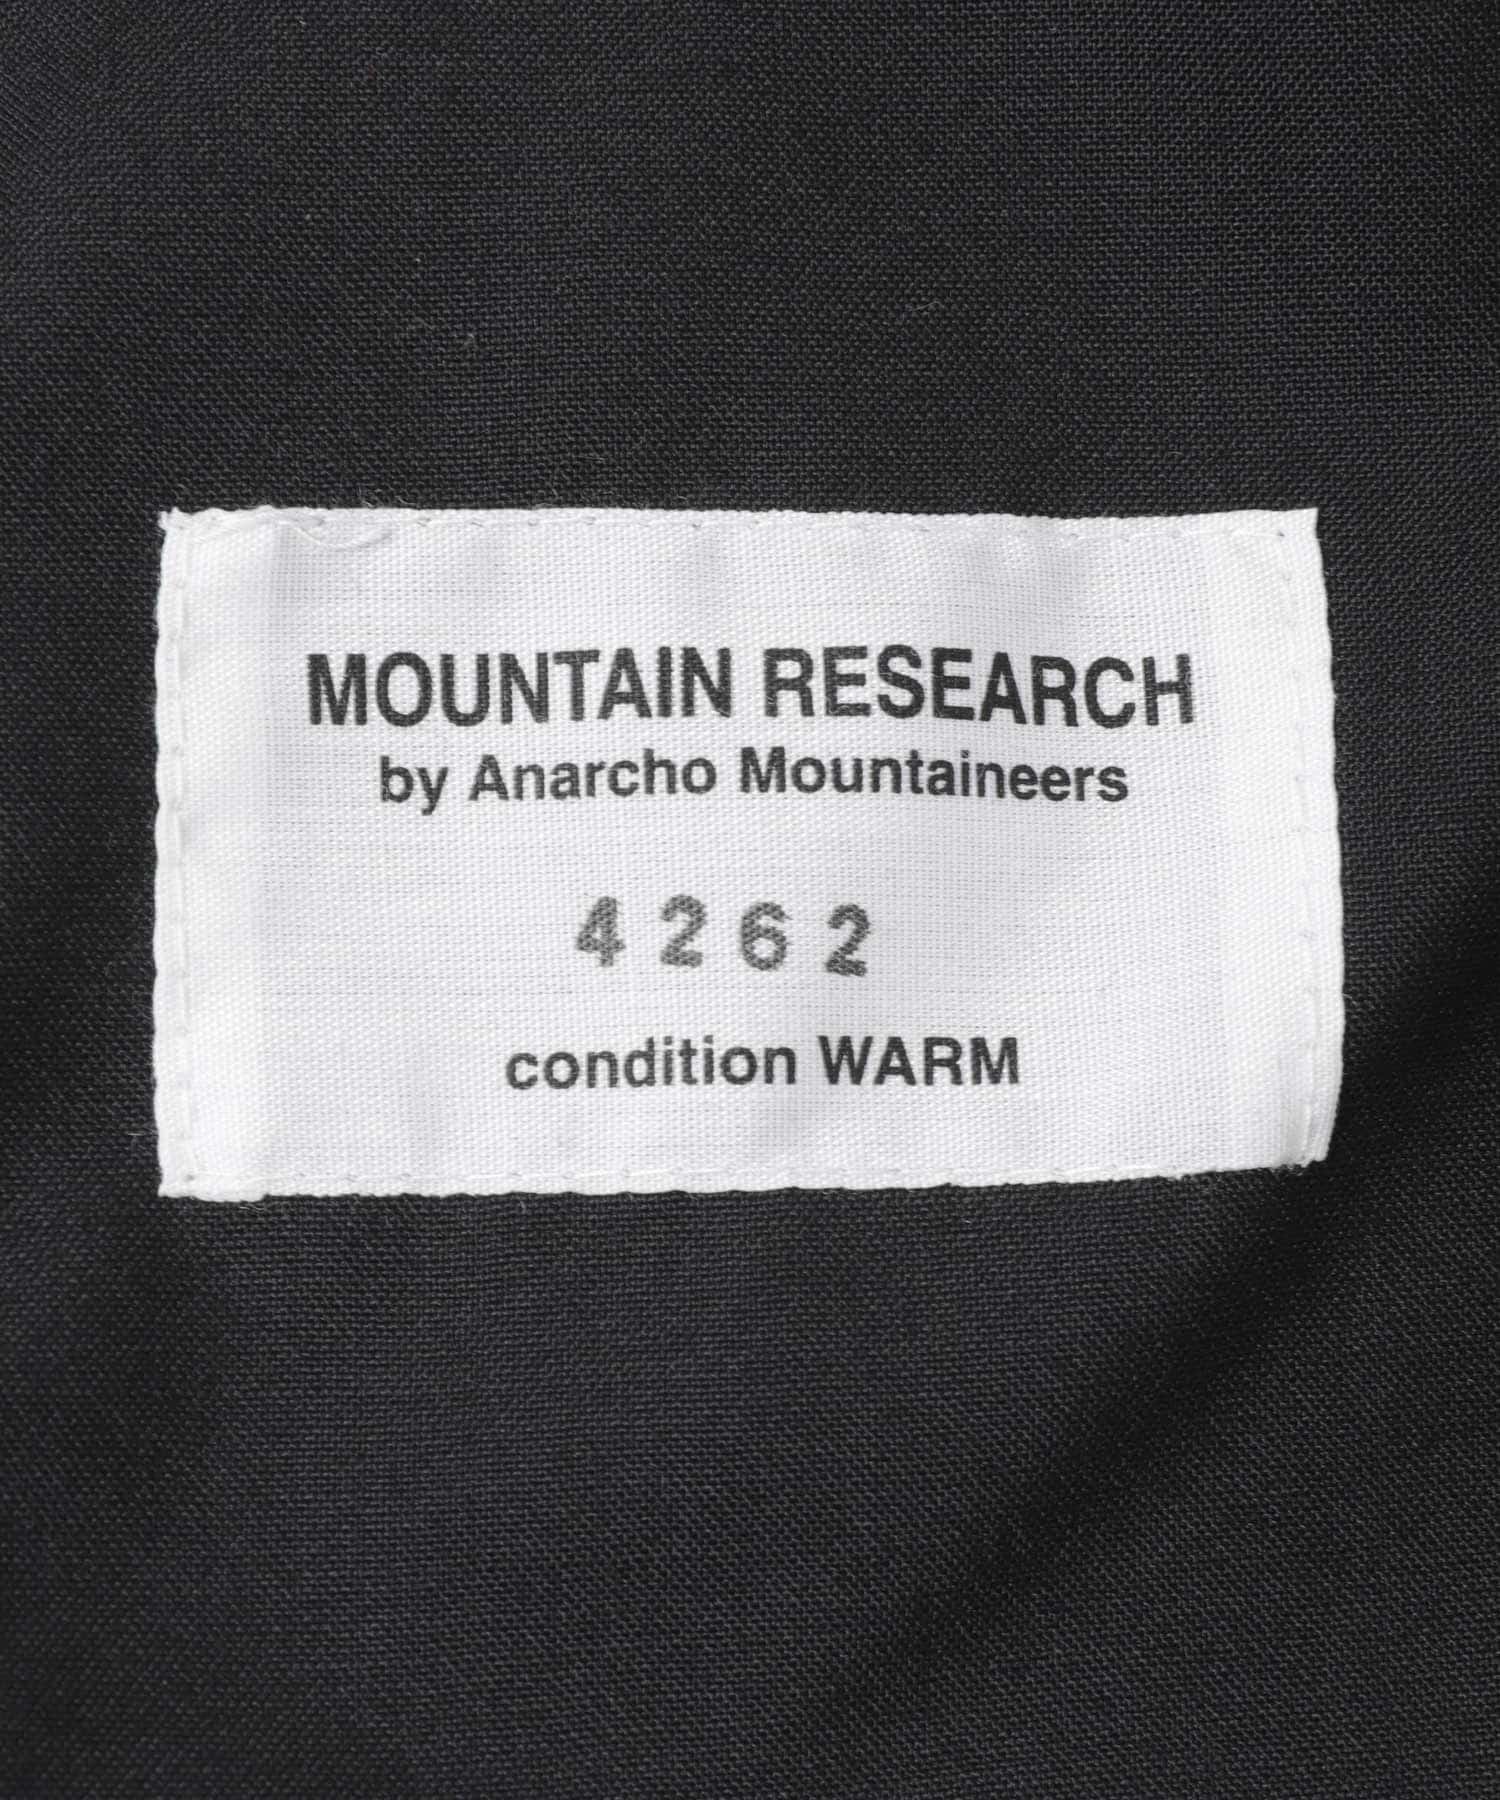 MOUNTAIN RESEARCH
by Anarcho Mountaineers
4262
condition WARM